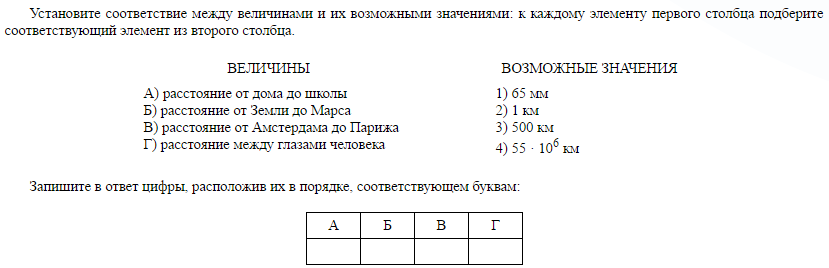 Установите соответствие между величинами и их возможными значениями: к каждому элементу первого столбца подберите
соответствующий элемент из второго столбца.
ВЕЛИЧИНЫ
А) расстояние от дома до школы
Б) расстояние от Земли до Марса
В) расстояние от Амстердама до Парижа
Г) расстояние между глазами человека
ВОЗМОЖНЫЕ ЗНАЧЕНИЯ
1) 65 мм
2) 1 км
3) 500 км
4) 55 · 10⁶ км
Запишите в ответ цифры, расположив их в порядке, соответствующем буквам:
А Б В Г